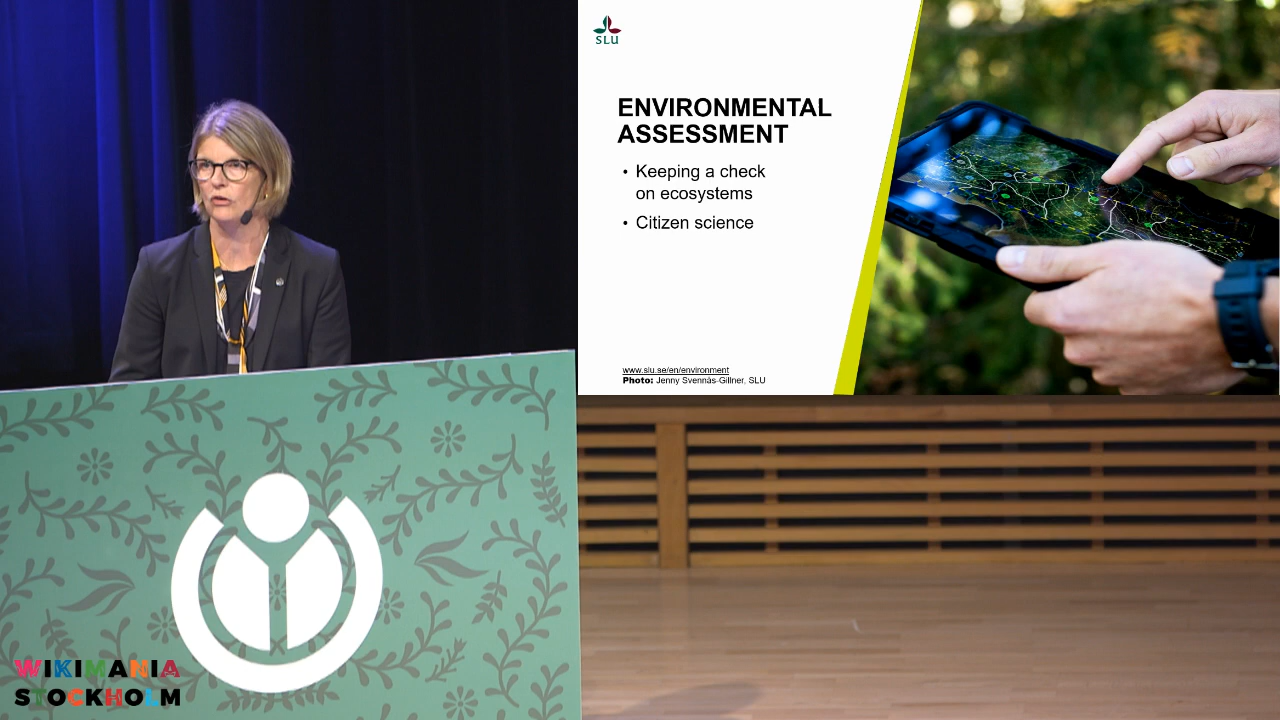 SLU
ENVIRONMENTAL
ASSESSMENT
• Keeping a check
on ecosystems
• Citizen science
www.slu.se/en/environment
Photo: Jenny Svennås-Gillner, SLU
WIKIMANIA
STOCKHOLM